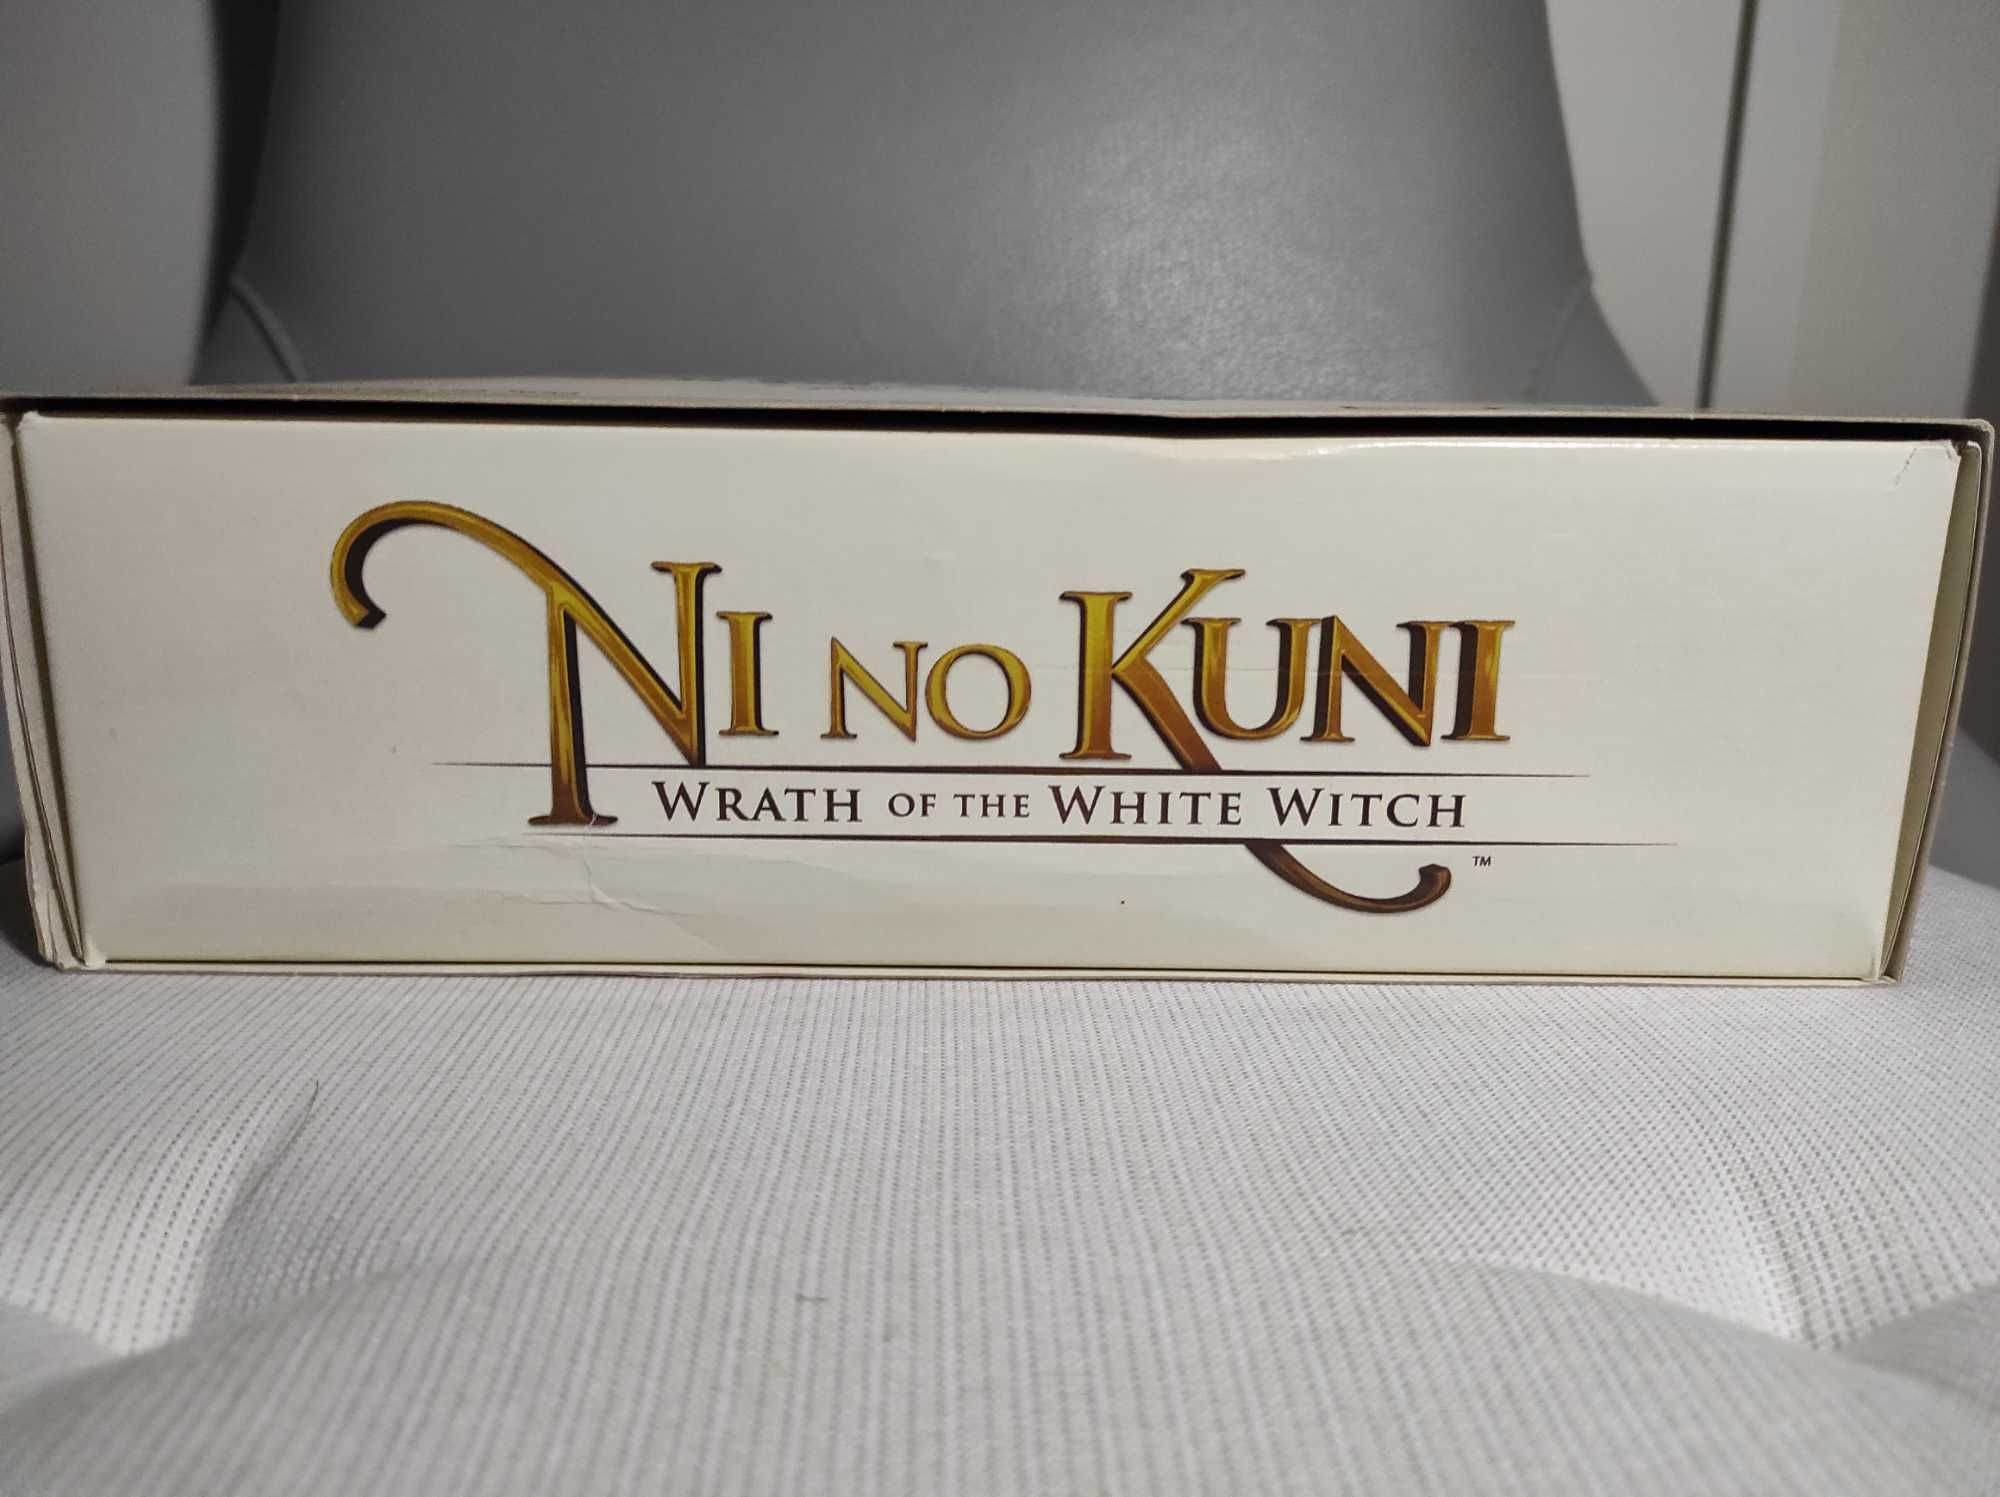 NI NO KUNI
WRATH OF THE WHITE WITCH
TM